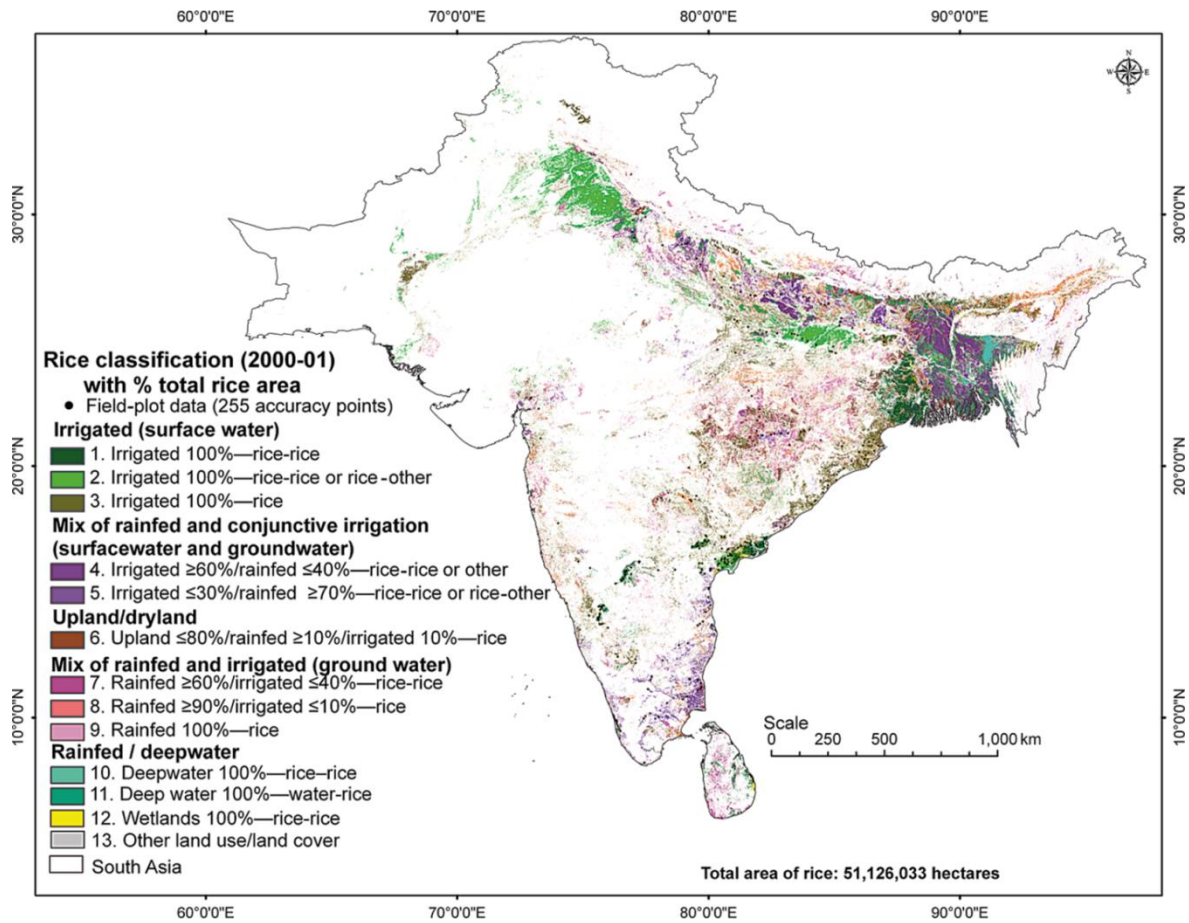 60°0'0"E 70°0'0"E 80°0'0"E 90°0'0"E
N
W E
S
30°0'0"N 30°0'0"N
20°0'0"N 20°0'0"N
10°0'0"N 10°0'0"N
Rice classification (2000-01)
with % total rice area
• Field-plot data (255 accuracy points)
Irrigated (surface water)
1. Irrigated 100%—rice-rice
2. Irrigated 100%—rice-rice or rice-other
3. Irrigated 100%—rice
Mix of rainfed and conjunctive irrigation
(surfacewater and groundwater)
4. Irrigated ≥60%/rainfed ≤40%—rice-rice or other
5. Irrigated ≤30%/rainfed ≥70%—rice-rice or rice-other
Upland/dryland
6. Upland ≤80%/rainfed ≥10%/irrigated 10%—rice
Mix of rainfed and irrigated (ground water)
7. Rainfed ≥60%/irrigated ≤40%—rice-rice
8. Rainfed ≥90%/irrigated ≤10%—rice
9. Rainfed 100%—rice
Rainfed / deepwater
10. Deepwater 100%—rice–rice
11. Deep water 100%—water-rice
12. Wetlands 100%—rice-rice
13. Other land use/land cover
South Asia
Scale
0 250 500 1,000 km
Total area of rice: 51,126,033 hectares
60°0'0"E 70°0'0"E 80°0'0"E 90°0'0"E